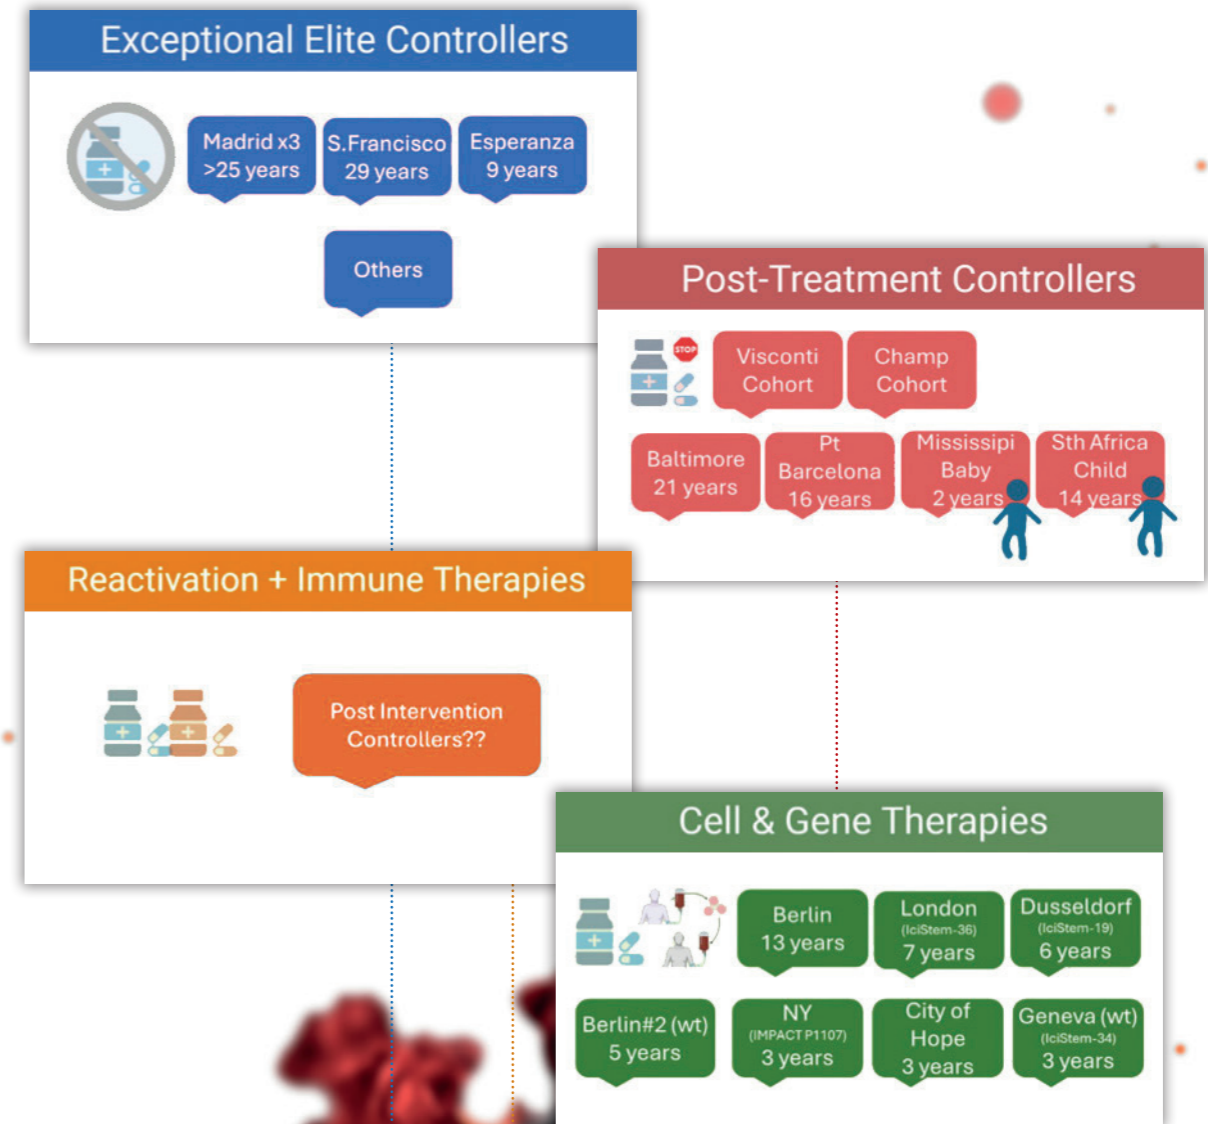 Exceptional Elite Controllers
Madrid x3
>25 years
S.Francisco
29 years
Esperanza
9 years
Others
Post-Treatment Controllers
STOP
Visconti
Cohort
Champ
Cohort
Baltimore
21 years
Pt
Barcelona
16 years
Mississipi
Baby
2 years
Sth Africa
Child
14 years
Reactivation + Immune Therapies
Post Intervention
Controllers??
Cell & Gene Therapies
Berlin
13 years
London
(IciStem-36)
7 years
Dusseldorf
(IciStem-19)
6 years
Berlin#2 (wt)
5 years
NY
(IMPACT P1107)
3 years
City of
Hope
3 years
Geneva (wt)
(IciStem-34)
3 years